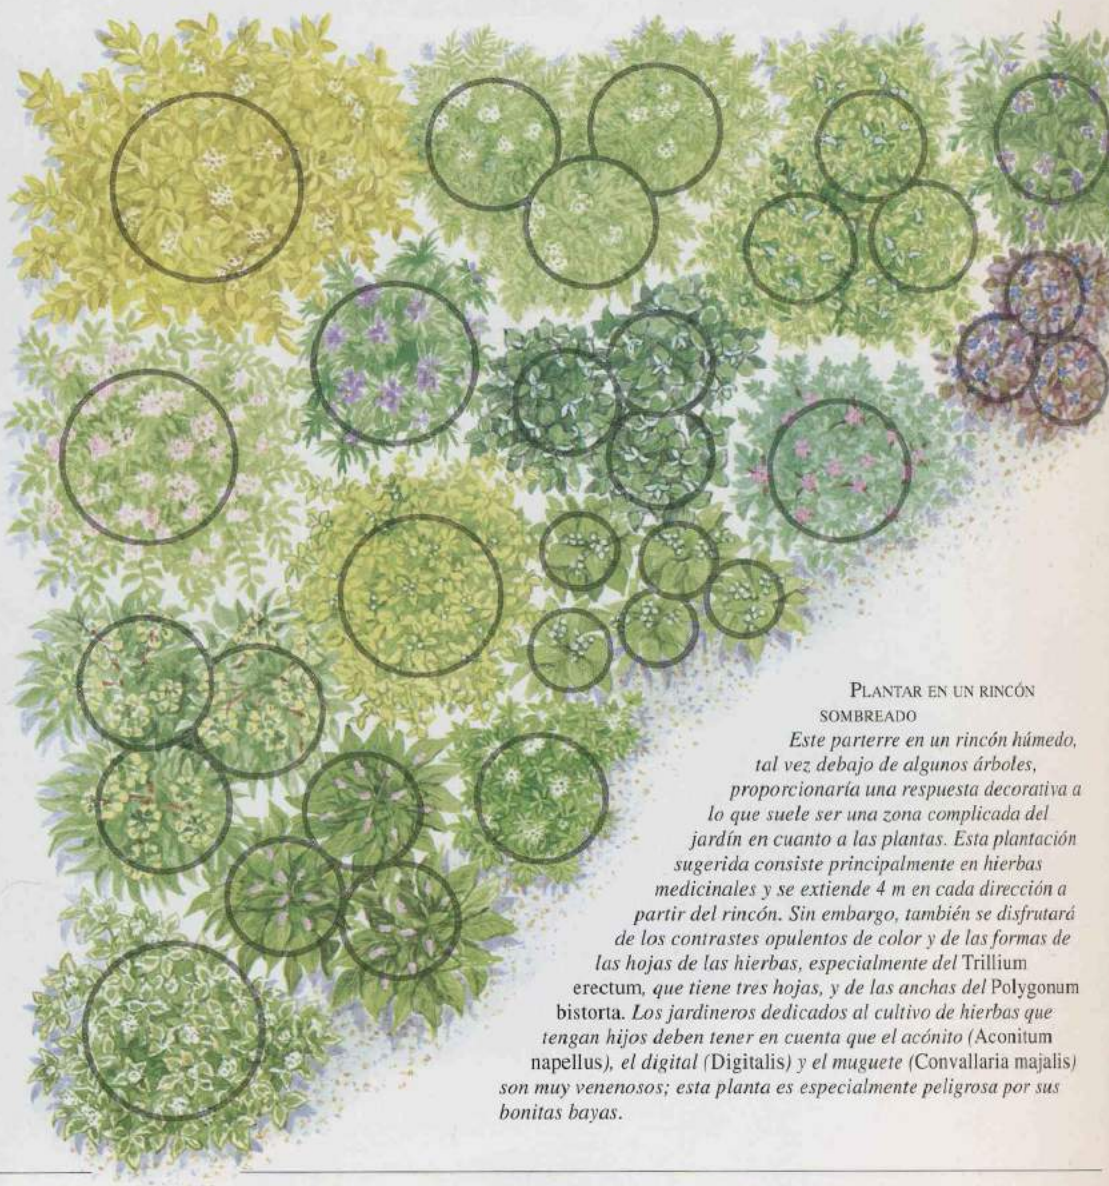 PLANTAR EN UN RINCÓN
SOMBREADO
Este parterre en un rincón húmedo,
tal vez debajo de algunos árboles,
proporcionaría una respuesta decorativa a
lo que suele ser una zona complicada del
jardín en cuanto a las plantas. Esta plantación
sugerida consiste principalmente en hierbas
medicinales y se extiende 4 m en cada dirección a
partir del rincón. Sin embargo, también se disfrutará
de los contrastes opulentos de color y de las formas de
las hojas de las hierbas, especialmente del Trillium
erectum, que tiene tres hojas, y de las anchas del Polygonum
bistorta. Los jardineros dedicados al cultivo de hierbas que
tengan hijos deben tener en cuenta que el acónito (Aconitum
napellus), el digital (Digitalis) y el muguete (Convallaria majalis)
son muy venenosos; esta planta es especialmente peligrosa por sus
bonitas bayas.